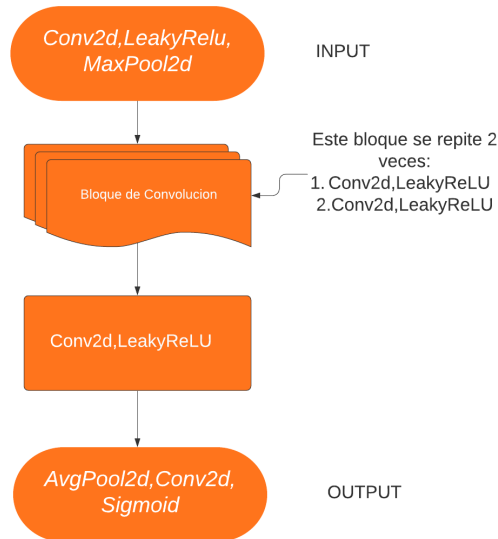 Conv2d,LeakyRelu,
MaxPool2d
INPUT
Este bloque se repite 2
veces:
1. Conv2d,LeakyReLU
2.Conv2d,LeakyReLU
Bloque de Convolucion
Conv2d,LeakyReLU
AvgPool2d,Conv2d,
Sigmoid
OUTPUT